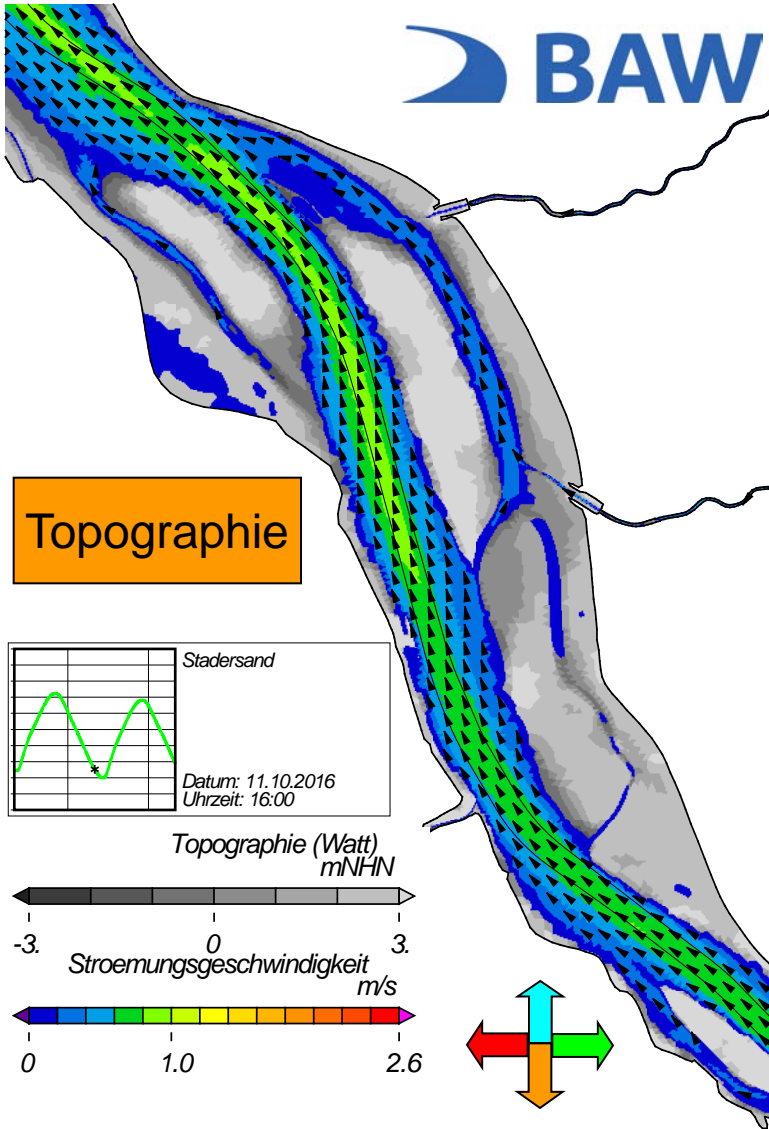 BAW
Topographie
Stadersand
Datum: 11.10.2016
Uhrzeit: 16:00
Topographie (Watt)
mNHN
-3. 0 3.
Stroemungsgeschwindigkeit
m/s
0 1.0 2.6